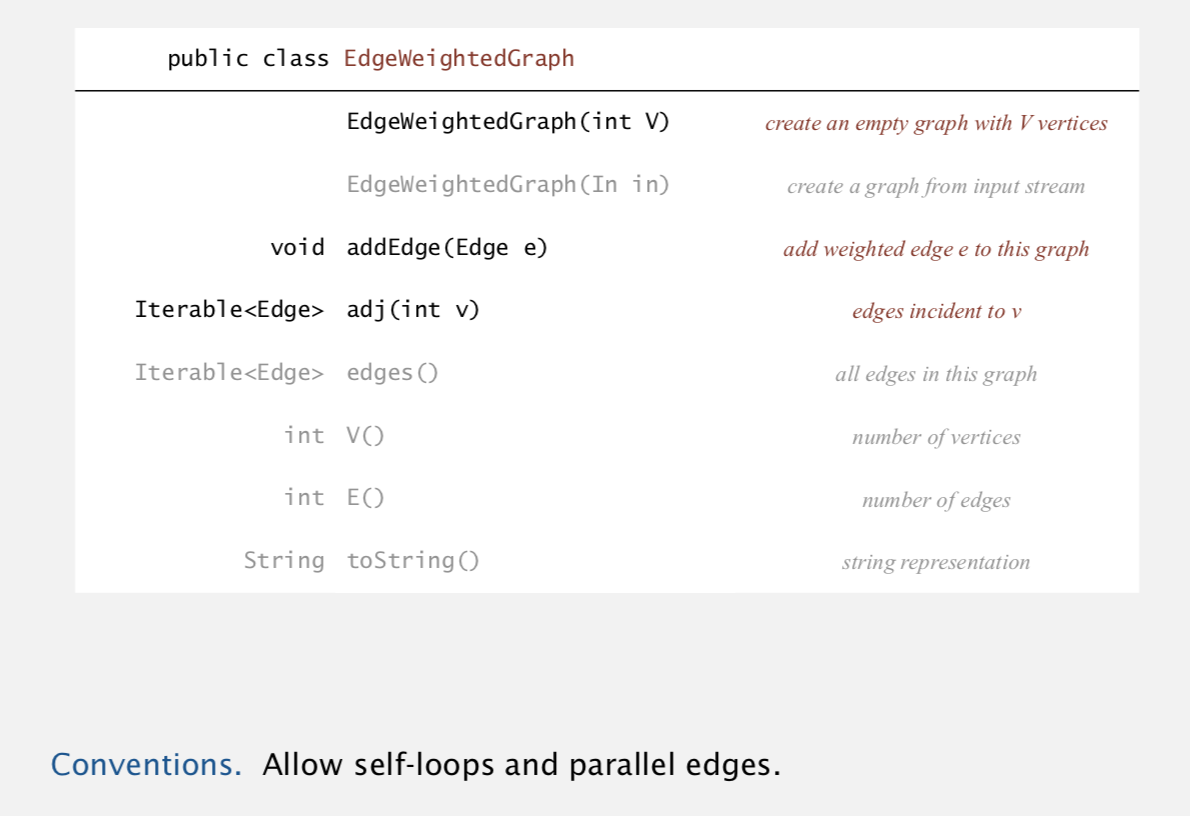 public class EdgeWeightedGraph
EdgeWeightedGraph(int V) create an empty graph with V vertices
EdgeWeightedGraph(In in) create a graph from input stream
void addEdge(Edge e) add weighted edge e to this graph
Iterable<Edge> adj(int v) edges incident to v
Iterable<Edge> edges() all edges in this graph
int V() number of vertices
int E() number of edges
String toString() string representation
Conventions. Allow self-loops and parallel edges.